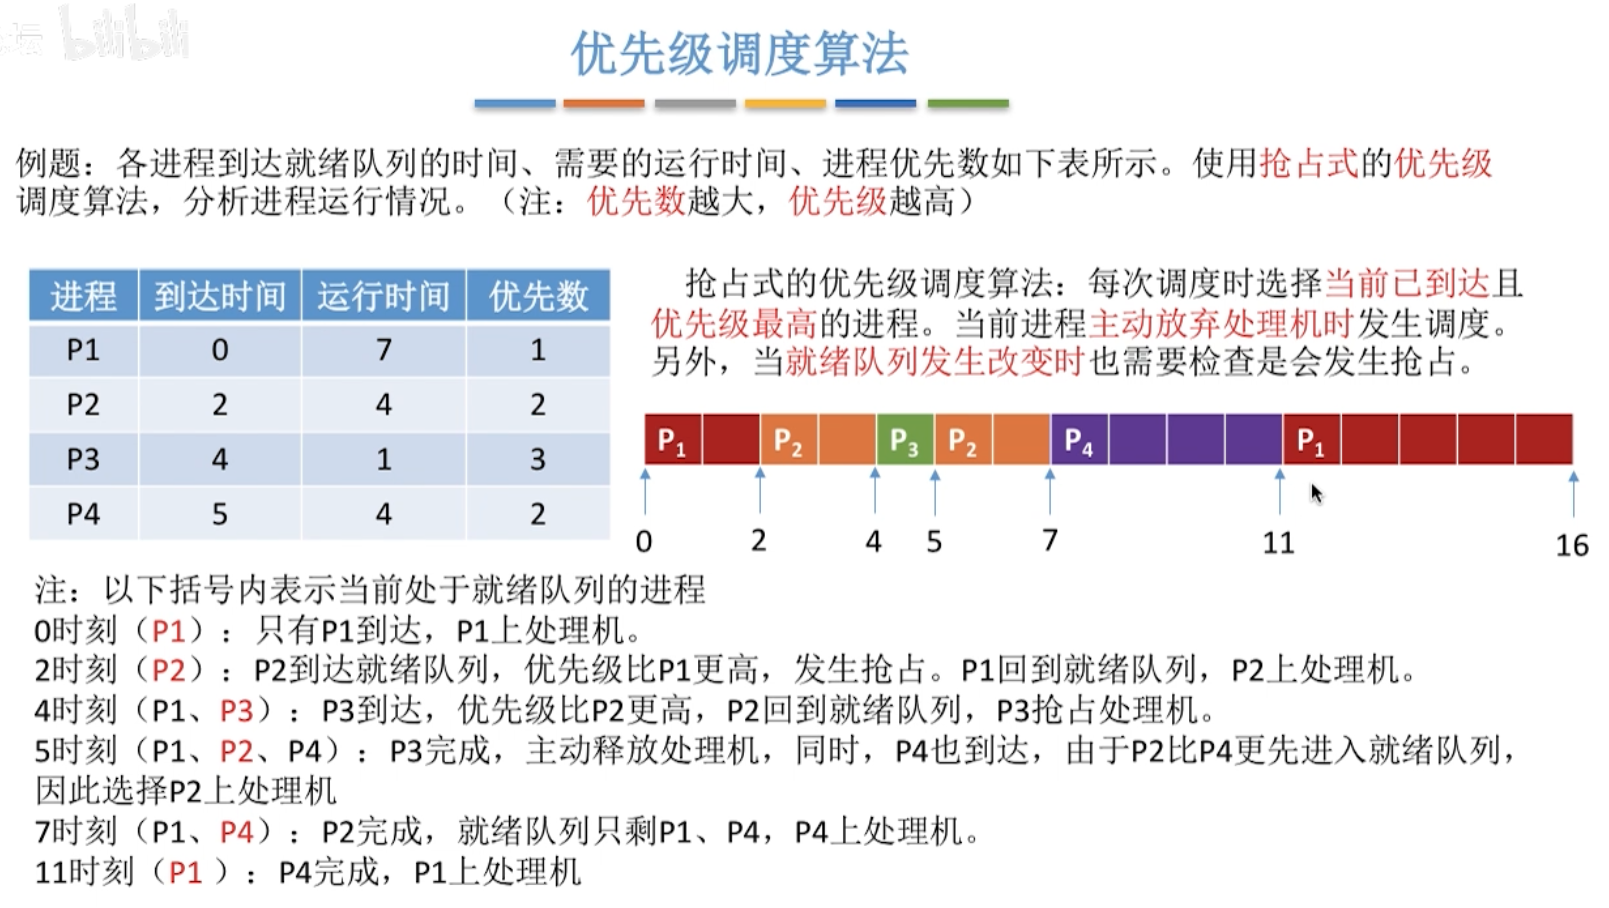 坛 bilibili
优先级调度算法
例题：各进程到达就绪队列的时间、需要的运行时间、进程优先数如下表所示。使用抢占式的优先级
调度算法，分析进程运行情况。（注：优先数越大，优先级越高）
进程 到达时间 运行时间 优先数
P1 0 7 1
P2 2 4 2
P3 4 1 3
P4 5 4 2
抢占式的优先级调度算法：每次调度时选择当前已到达且
优先级最高的进程。当前进程主动放弃处理机时发生调度。
另外，当就绪队列发生改变时也需要检查是会发生抢占。
P1 P2 P3 P2 P4 P1
0 2 4 5 7 11 16
注：以下括号内表示当前处于就绪队列的进程
0时刻（P1）：只有P1到达，P1上处理机。
2时刻（P2）：P2到达就绪队列，优先级比P1更高，发生抢占。P1回到就绪队列，P2上处理机。
4时刻（P1、P3）：P3到达，优先级比P2更高，P2回到就绪队列，P3抢占处理机。
5时刻（P1、P2、P4）：P3完成，主动释放处理机，同时，P4也到达，由于P2比P4更先进入就绪队列，
因此选择P2上处理机
7时刻（P1、P4）：P2完成，就绪队列只剩P1、P4，P4上处理机。
11时刻（P1 ）：P4完成，P1上处理机